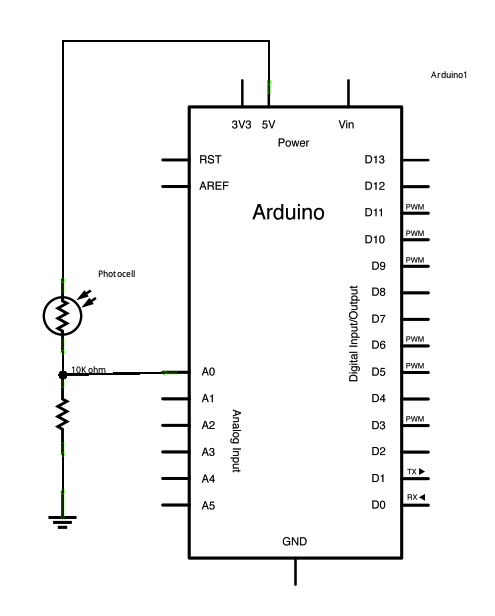 Arduino1
3V3 5V Vin
Power
RST D13
AREF D12
Arduino
D11 PWM
D10 PWM
D9 PWM
D8
D7
D6 PWM
D5 PWM
D4
D3 PWM
D2
D1 TX ▶
D0 RX ◀
Digital Input/Output
Photocell
10K ohm
A0
A1
A2
A3
A4
A5
Analog Input
GND